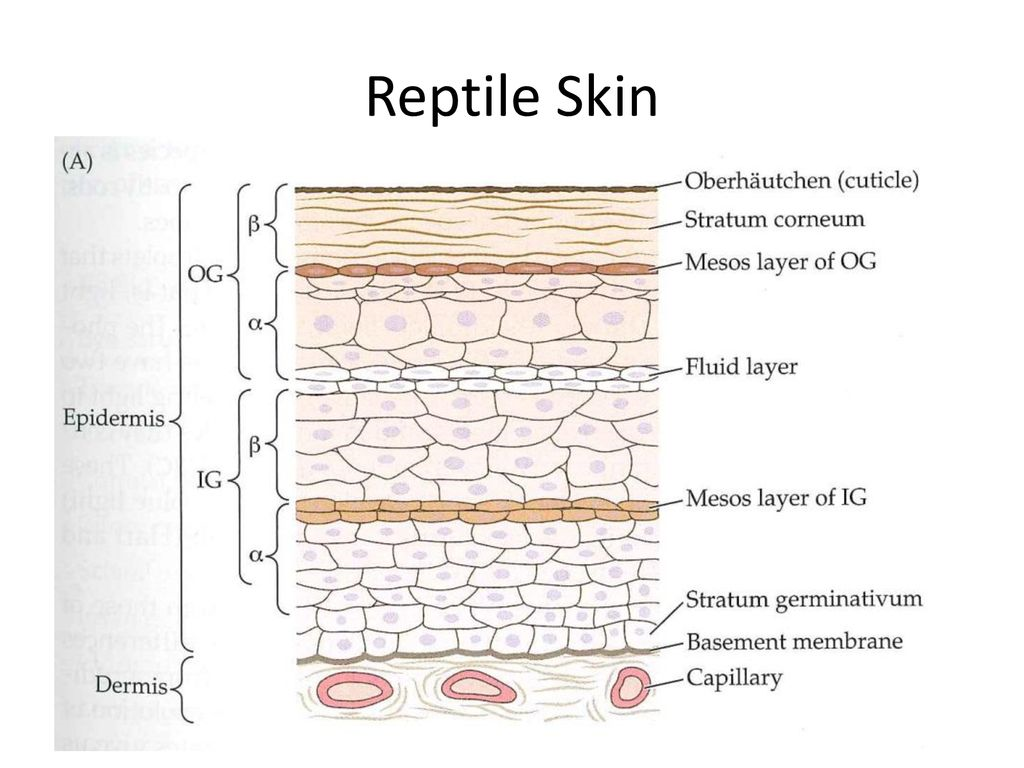 Reptile Skin
(A)
Oberhäutchen (cuticle)
β
Stratum corneum
Mesos layer of OG
OG
α
Fluid layer
Epidermis
β
IG
Mesos layer of IG
α
Stratum germinativum
Basement membrane
Dermis
Capillary